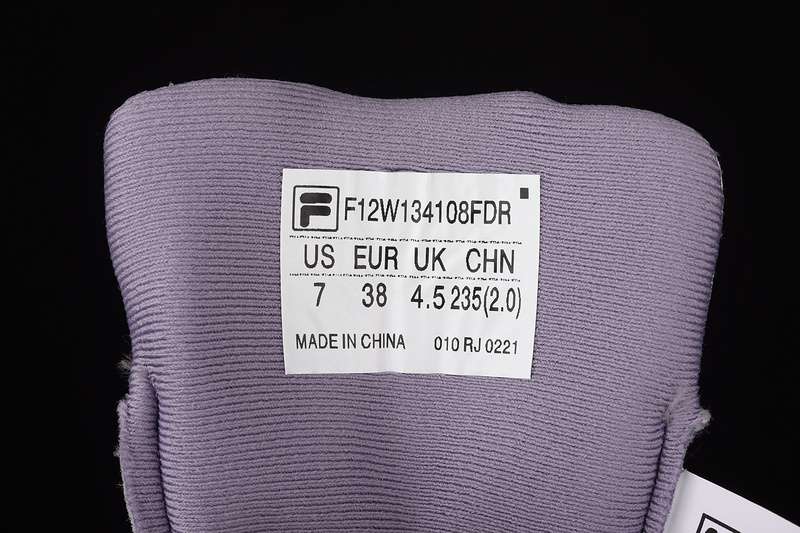 F F12W134108FDR
US EUR UK CHN
7 38 4.5 235(2.0)
MADE IN CHINA 010 RJ 0221